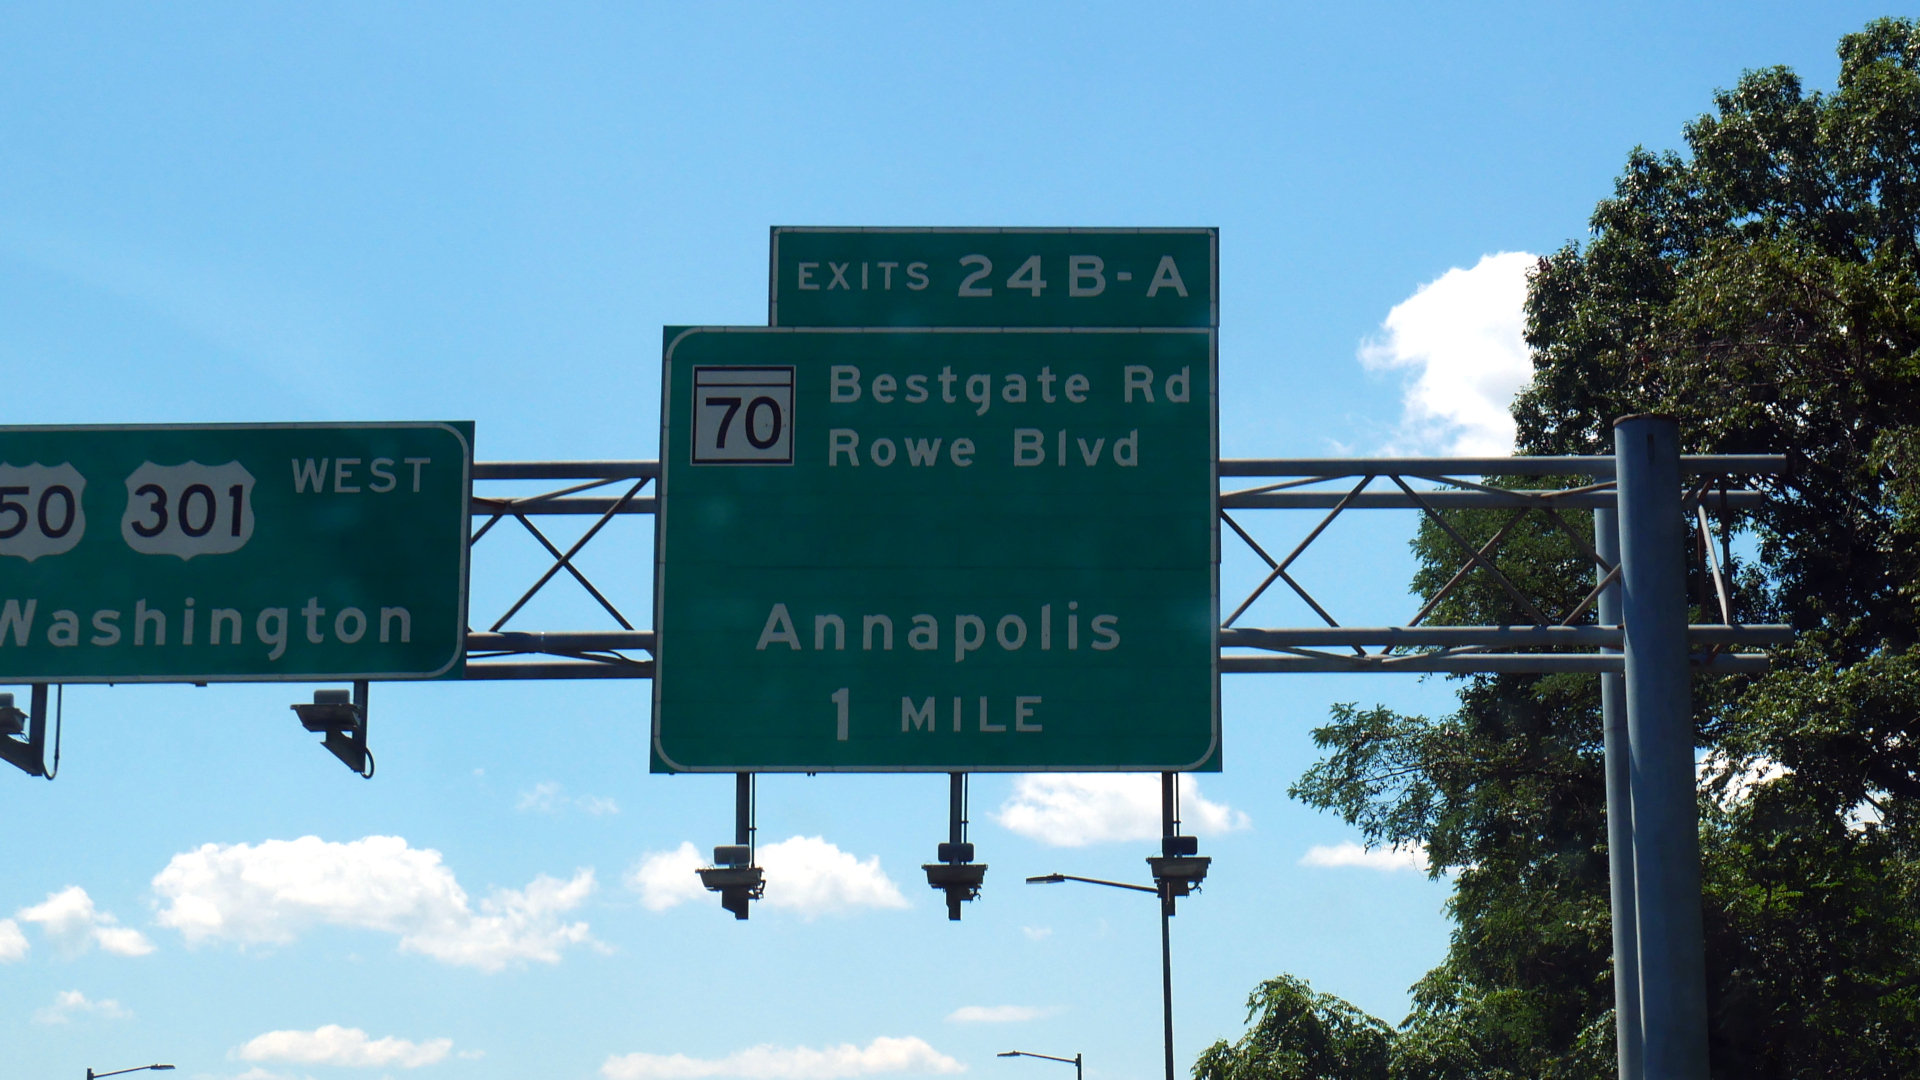 50 301 WEST
Washington
EXITS 24 B-A
70 Bestgate Rd
Rowe Blvd
Annapolis
1 MILE